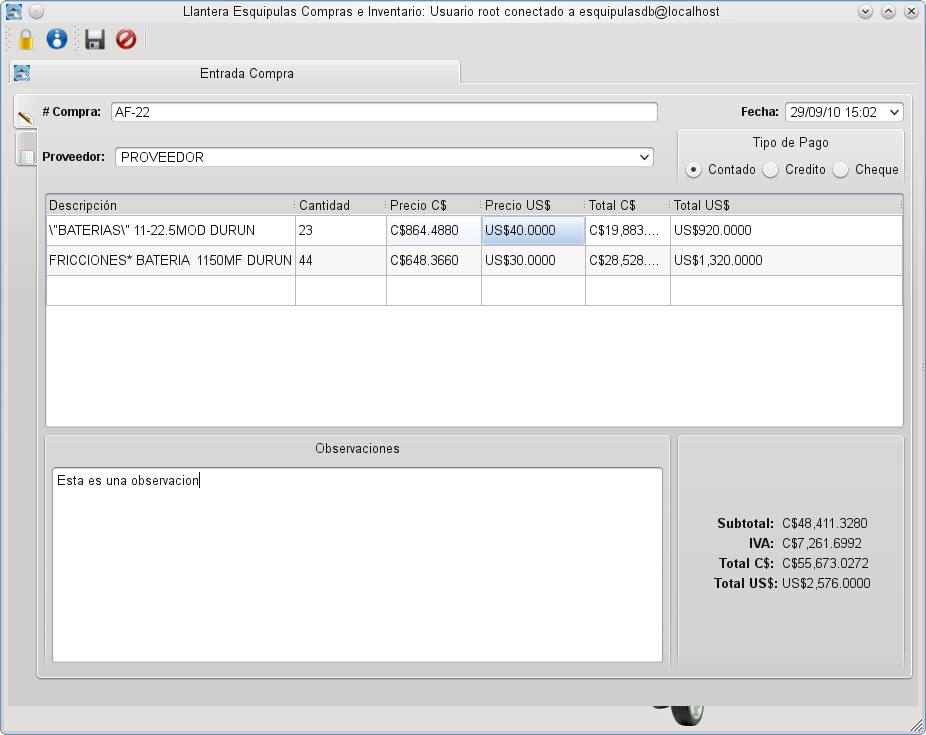 Llantera Esquipulas Compras e Inventario: Usuario root conectado a esquipulasdb@localhost
Entrada Compra
# Compra: AF-22 Fecha: 29/09/10 15:02
Tipo de Pago
Proveedor: PROVEEDOR
Contado Credito Cheque
Descripción Cantidad Precio C$ Precio US$ Total C$ Total US$
\"BATERIAS\" 11-22.5MOD DURUN 23 C$864.4880 US$40.0000 C$19,883.... US$920.0000
FRICCIONES* BATERIA 1150MF DURUN 44 C$648.3660 US$30.0000 C$28,528.... US$1,320.0000
Observaciones
Esta es una observacion
Subtotal: C$48,411.3280
IVA: C$7,261.6992
Total C$: C$55,673.0272
Total US$: US$2,576.0000